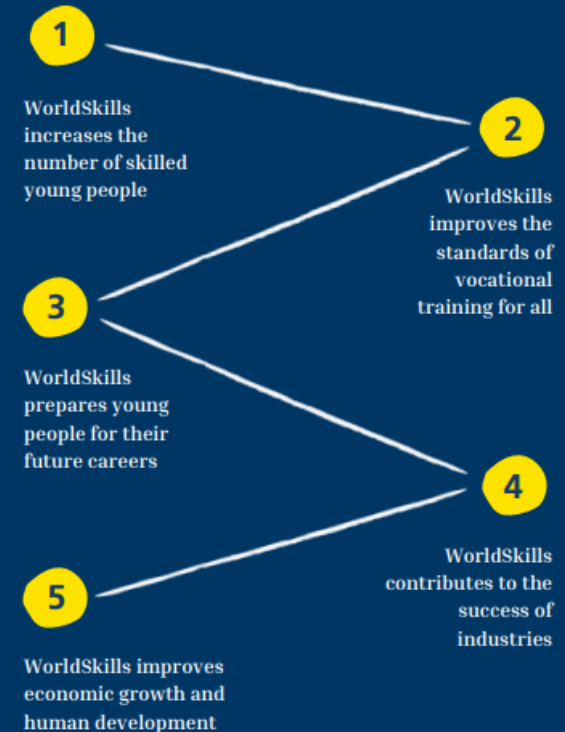 1
WorldSkills
increases the
number of skilled
young people
2
WorldSkills
improves the
standards of
vocational
training for all
3
WorldSkills
prepares young
people for their
future careers
4
WorldSkills
contributes to the
success of
industries
5
WorldSkills improves
economic growth and
human development